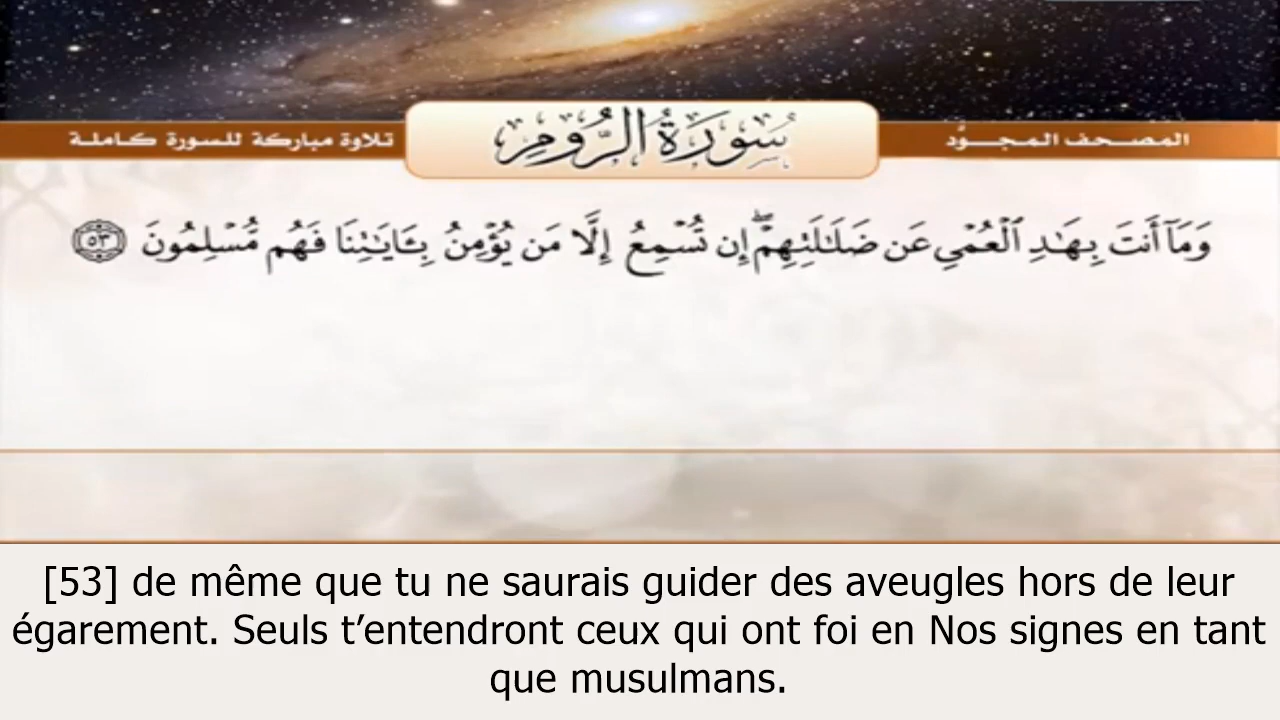 المصحف المجوَّد
سُورَةُ الرُّومِ
تلاوة مباركة للسورة كاملة
وَمَآ أَنتَ بِهَٰدِ ٱلْعُمْيِ عَن ضَلَٰلَتِهِمْ ۖ إِن تُسْمِعُ إِلَّا مَن يُؤْمِنُ بِـَٔايَٰتِنَا فَهُم مُّسْلِمُونَ ٥٣
[53] de même que tu ne saurais guider des aveugles hors de leur
égarement. Seuls t’entendront ceux qui ont foi en Nos signes en tant
que musulmans.